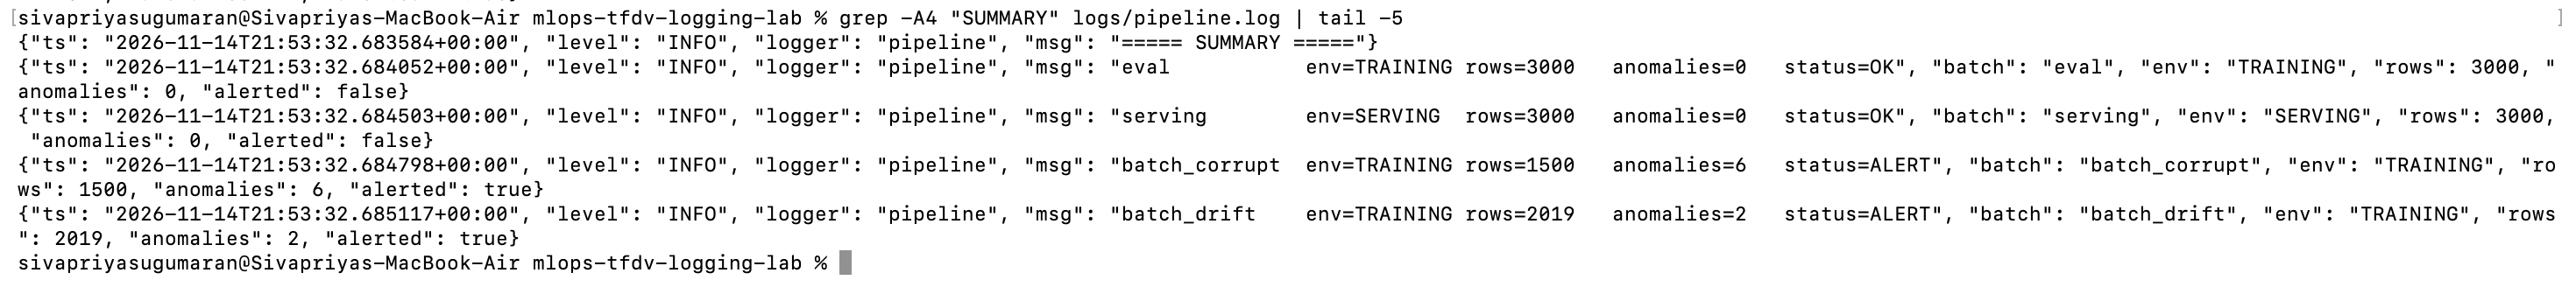 [sivapriyasugumaran@Sivapriyas-MacBook-Air mlops-tfdv-logging-lab % grep -A4 "SUMMARY" logs/pipeline.log | tail -5 ]
{"ts": "2026-11-14T21:53:32.683584+00:00", "level": "INFO", "logger": "pipeline", "msg": "===== SUMMARY ====="}
{"ts": "2026-11-14T21:53:32.684052+00:00", "level": "INFO", "logger": "pipeline", "msg": "eval           env=TRAINING rows=3000   anomalies=0   status=OK", "batch": "eval", "env": "TRAINING", "rows": 3000, "
anomalies": 0, "alerted": false}
{"ts": "2026-11-14T21:53:32.684503+00:00", "level": "INFO", "logger": "pipeline", "msg": "serving        env=SERVING  rows=3000   anomalies=0   status=OK", "batch": "serving", "env": "SERVING", "rows": 3000,
 "anomalies": 0, "alerted": false}
{"ts": "2026-11-14T21:53:32.684798+00:00", "level": "INFO", "logger": "pipeline", "msg": "batch_corrupt  env=TRAINING rows=1500   anomalies=6   status=ALERT", "batch": "batch_corrupt", "env": "TRAINING", "ro
ws": 1500, "anomalies": 6, "alerted": true}
{"ts": "2026-11-14T21:53:32.685117+00:00", "level": "INFO", "logger": "pipeline", "msg": "batch_drift    env=TRAINING rows=2019   anomalies=2   status=ALERT", "batch": "batch_drift", "env": "TRAINING", "rows
": 2019, "anomalies": 2, "alerted": true}
sivapriyasugumaran@Sivapriyas-MacBook-Air mlops-tfdv-logging-lab %